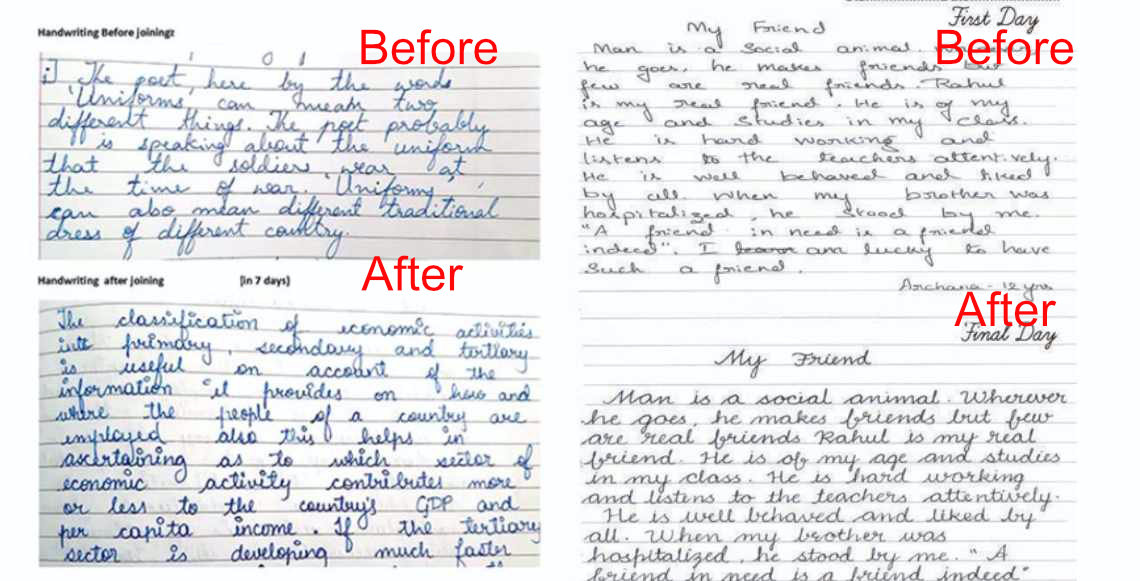 Handwriting Before joining:
Before
i] The poet, here by the words
'Uniforms' can mean two
different things. The poet probably
is speaking about the uniform
that the soldiers wear at
the time of war. 'Uniforms'
can also mean different traditional
dress of different country.
Handwriting after joining (in 7 days)
After
The classification of economic activities
into primary, secondary and tertiary
is useful on account of the
information it provides on how and
where the people of a country are
employed also this helps in
ascertaining as to which sector of
economic activity contributes more
or less to the country's GDP and
per capita income. If the tertiary
sector is developing much faster
First Day
Before
My Friend
Man is a Social animal.
he goes, he makes friends but
few are real friends. Rahul
is my real friend. He is of my
age and Studies in my class.
He is hard working and
listens to the teachers attentively.
He is well behaved and liked
by all. When my brother was
hospitalized, he stood by me.
"A friend in need is a friend
indeed". I am lucky to have
Such a friend.
Archana - 12 yrs
After
Final Day
My Friend
Man is a social animal. Wherever
he goes, he makes friends but few
are real friends Rahul is my real
friend. He is of my age and studies
in my class. He is hard working
and listens to the teachers attentively.
He is well behaved and liked by
all. When my brother was
hospitalized, he stood by me. " A
friend in need is a friend indeed"